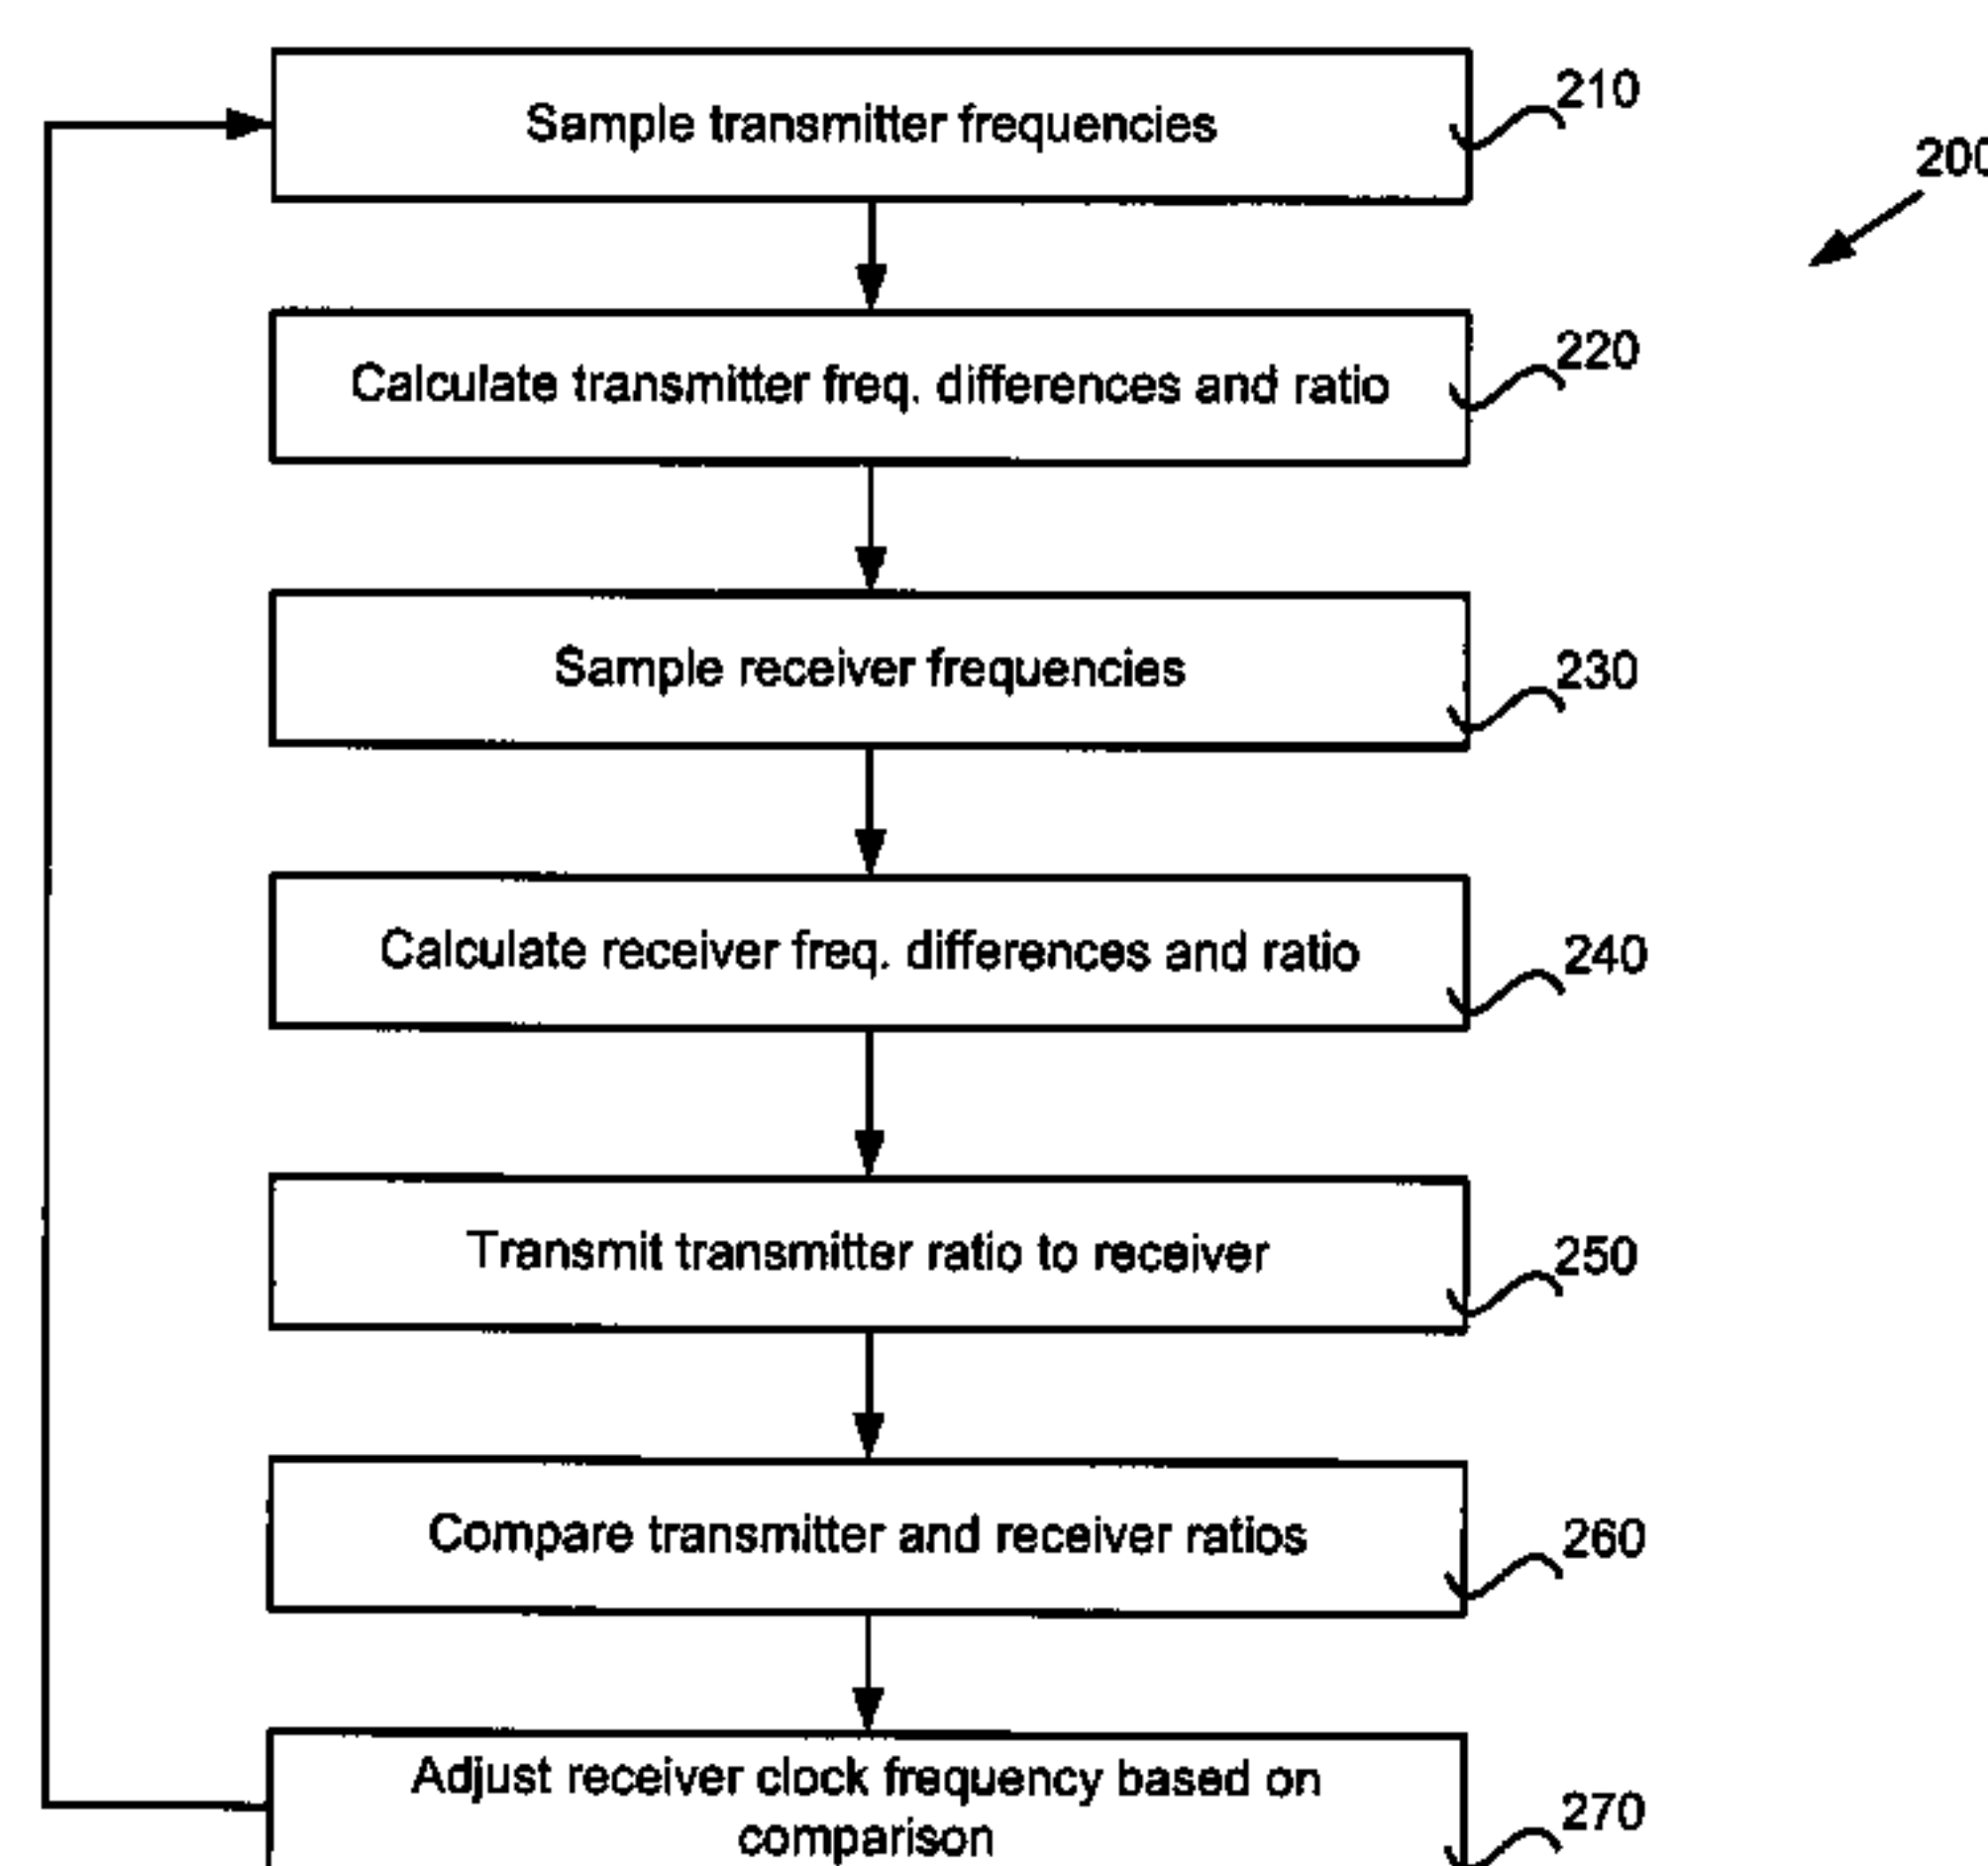 Sample transmitter frequencies
210
200
Calculate transmitter freq. differences and ratio
220
Sample receiver frequencies
230
Calculate receiver freq. differences and ratio
240
Transmit transmitter ratio to receiver
250
Compare transmitter and receiver ratios
260
Adjust receiver clock frequency based on
comparison
270